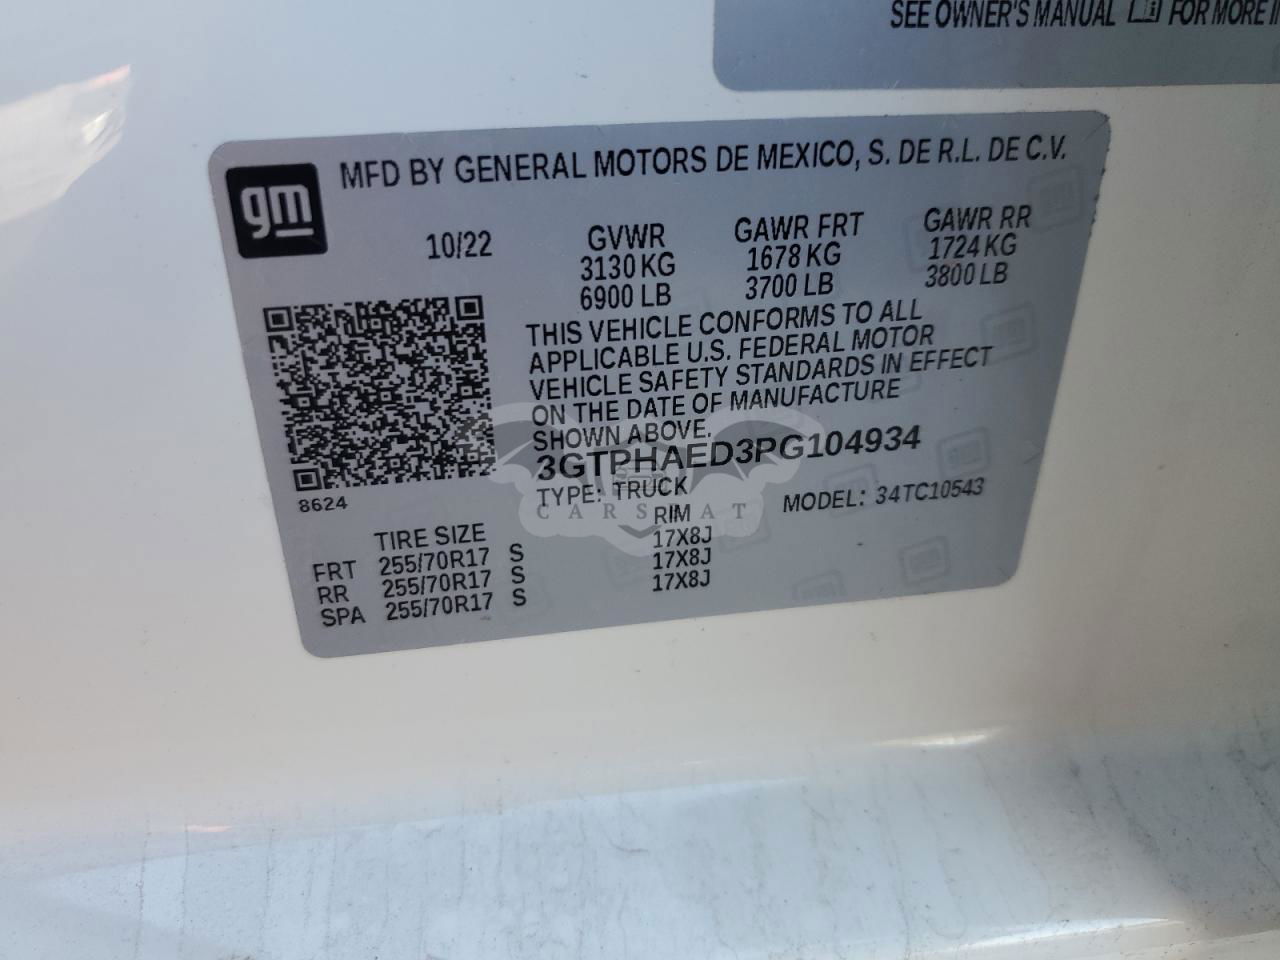 SEE OWNER'S MANUAL FOR MORE
gm
MFD BY GENERAL MOTORS DE MEXICO, S. DE R.L. DE C.V.
10/22
GVWR
3130 KG
6900 LB
GAWR FRT
1678 KG
3700 LB
GAWR RR
1724 KG
3800 LB
THIS VEHICLE CONFORMS TO ALL
APPLICABLE U.S. FEDERAL MOTOR
VEHICLE SAFETY STANDARDS IN EFFECT
ON THE DATE OF MANUFACTURE
SHOWN ABOVE.
3GTPHAED3PG104934
TYPE: TRUCK
MODEL: 34TC10543
8624
TIRE SIZE RIM
FRT 255/70R17 S 17X8J
RR 255/70R17 S 17X8J
SPA 255/70R17 S 17X8J